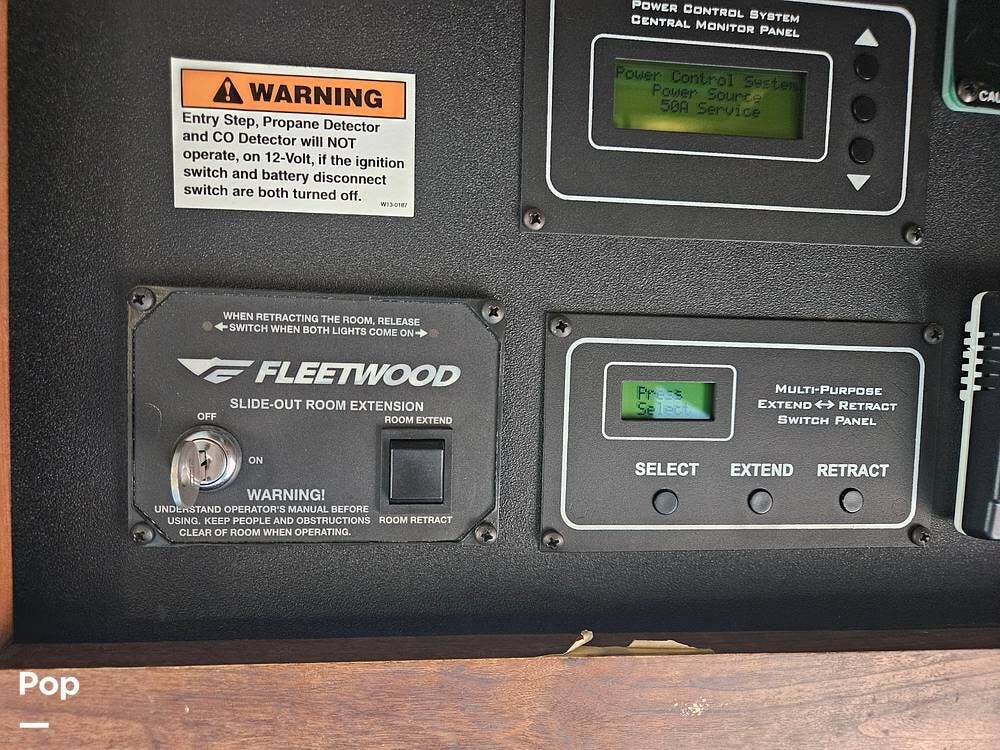 POWER CONTROL SYSTEM
CENTRAL MONITOR PANEL
Power Control System
Power Source
50A Service
WARNING
Entry Step, Propane Detector
and CO Detector will NOT
operate, on 12-Volt, if the ignition
switch and battery disconnect
switch are both turned off.
W13-0187
WHEN RETRACTING THE ROOM, RELEASE
SWITCH WHEN BOTH LIGHTS COME ON
FLEETWOOD
SLIDE-OUT ROOM EXTENSION
OFF
ON
ROOM EXTEND
ROOM RETRACT
WARNING!
UNDERSTAND OPERATOR'S MANUAL BEFORE
USING. KEEP PEOPLE AND OBSTRUCTIONS
CLEAR OF ROOM WHEN OPERATING.
Press
Select
MULTI-PURPOSE
EXTEND ↔ RETRACT
SWITCH PANEL
SELECT EXTEND RETRACT
Pop